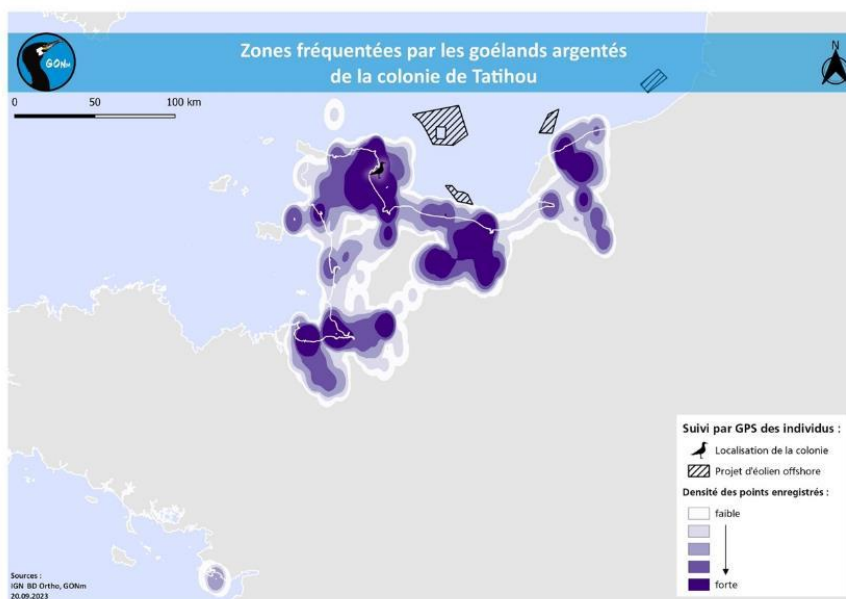 GONm
Zones fréquentées par les goélands argentés
de la colonie de Tatihou
N
0 50 100 km
Suivi par GPS des individus :
Localisation de la colonie
Projet d'éolien offshore
Densité des points enregistrés :
faible
forte
Sources :
IGN BD Ortho, GONm
20.09.2023